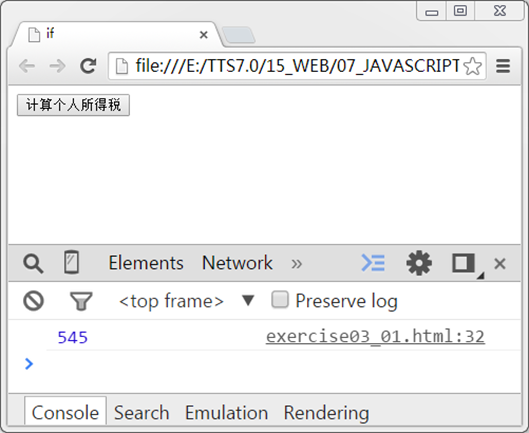 if
file:///E:/TTS7.0/15_WEB/07_JAVASCRIPT
计算个人所得税
Elements Network »
<top frame> ▼ Preserve log
545 exercise03_01.html:32
Console Search Emulation Rendering